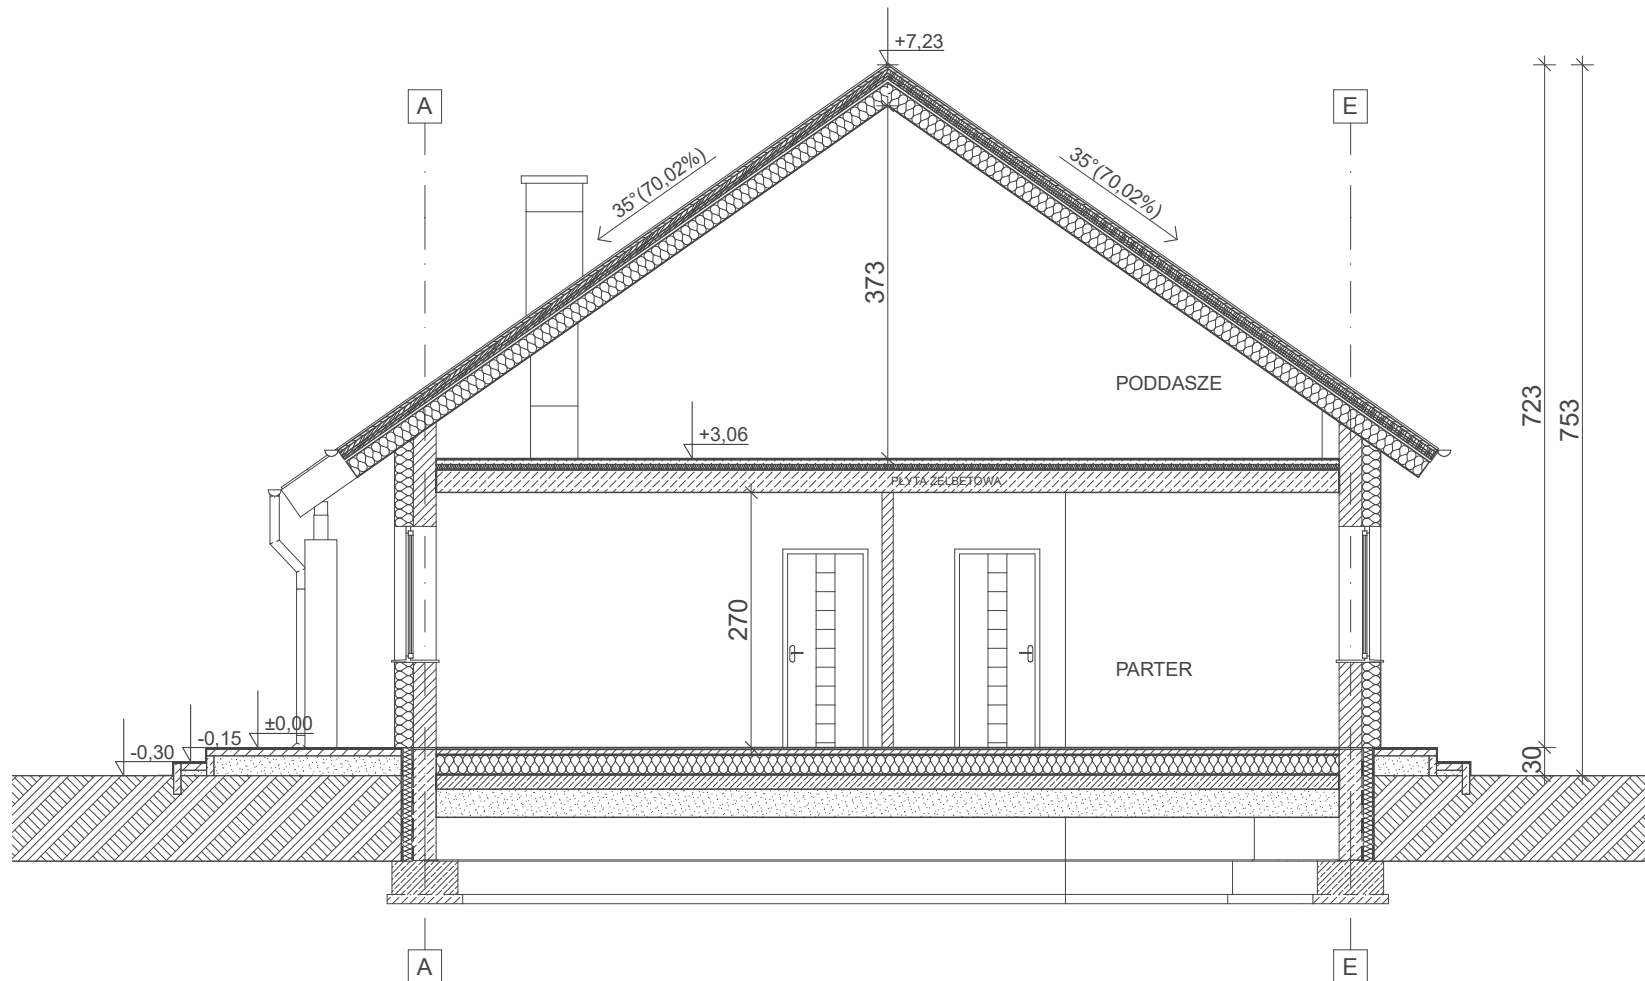 +7,23
A
E
35°(70,02%)
35°(70,02%)
373
PODDASZE
723
753
+3,06
PŁYTA ŻELBETOWA
270
PARTER
±0,00
-0,15
-0,30
30
A
E